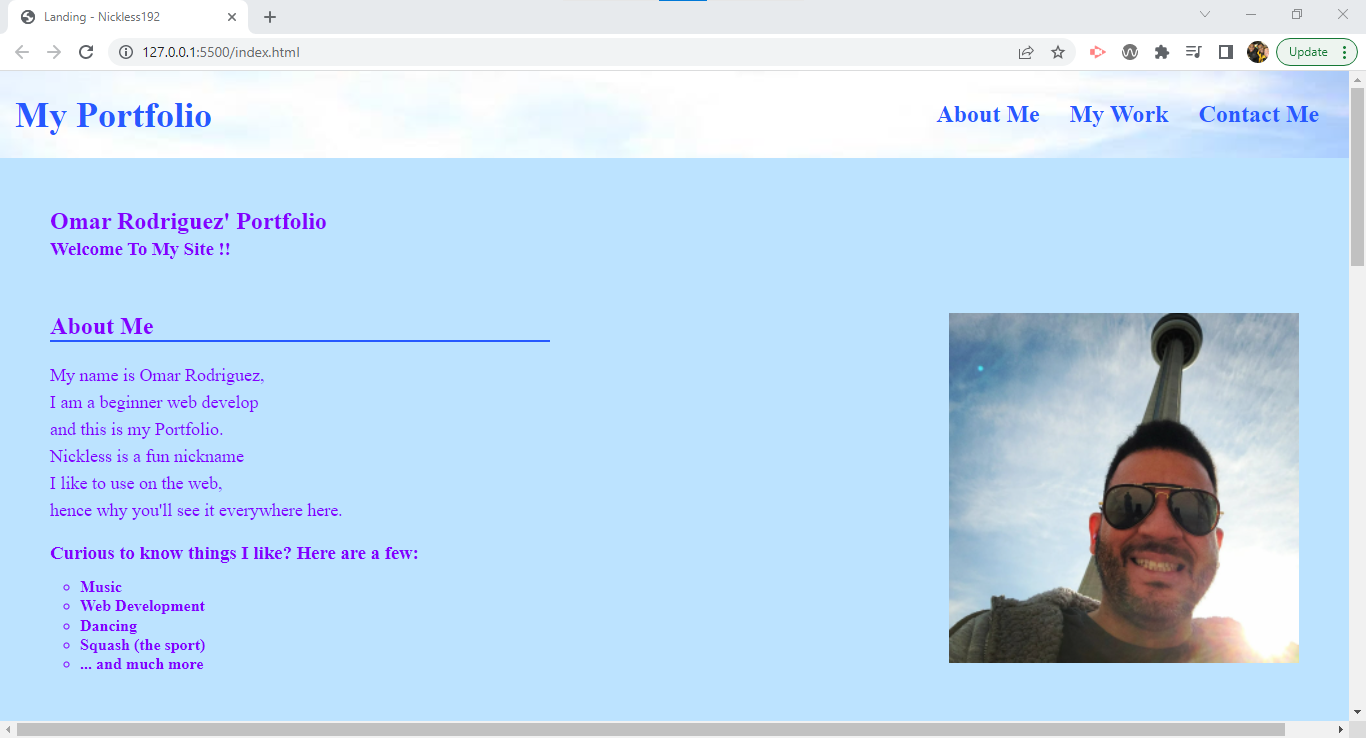 Landing - Nickless192
127.0.0.1:5500/index.html
Update
My Portfolio
About Me
My Work
Contact Me
Omar Rodriguez' Portfolio
Welcome To My Site !!
About Me
My name is Omar Rodriguez,
I am a beginner web develop
and this is my Portfolio.
Nickless is a fun nickname
I like to use on the web,
hence why you'll see it everywhere here.
Curious to know things I like? Here are a few:
Music
Web Development
Dancing
Squash (the sport)
... and much more